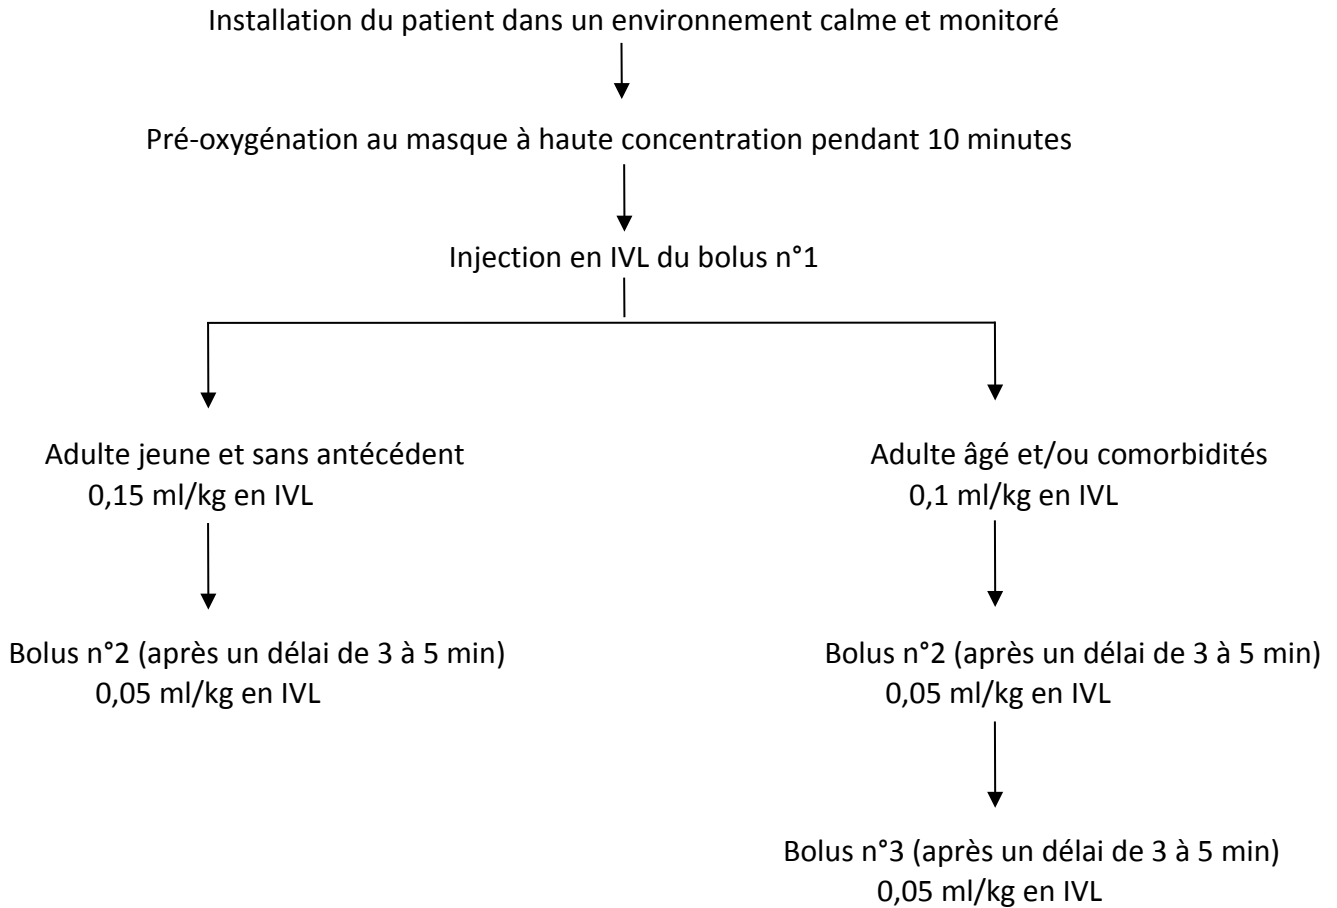 Installation du patient dans un environnement calme et monitoré
Pré-oxygénation au masque à haute concentration pendant 10 minutes
Injection en IVL du bolus n°1
Adulte jeune et sans antécédent
0,15 ml/kg en IVL
Adulte âgé et/ou comorbidités
0,1 ml/kg en IVL
Bolus n°2 (après un délai de 3 à 5 min)
0,05 ml/kg en IVL
Bolus n°2 (après un délai de 3 à 5 min)
0,05 ml/kg en IVL
Bolus n°3 (après un délai de 3 à 5 min)
0,05 ml/kg en IVL